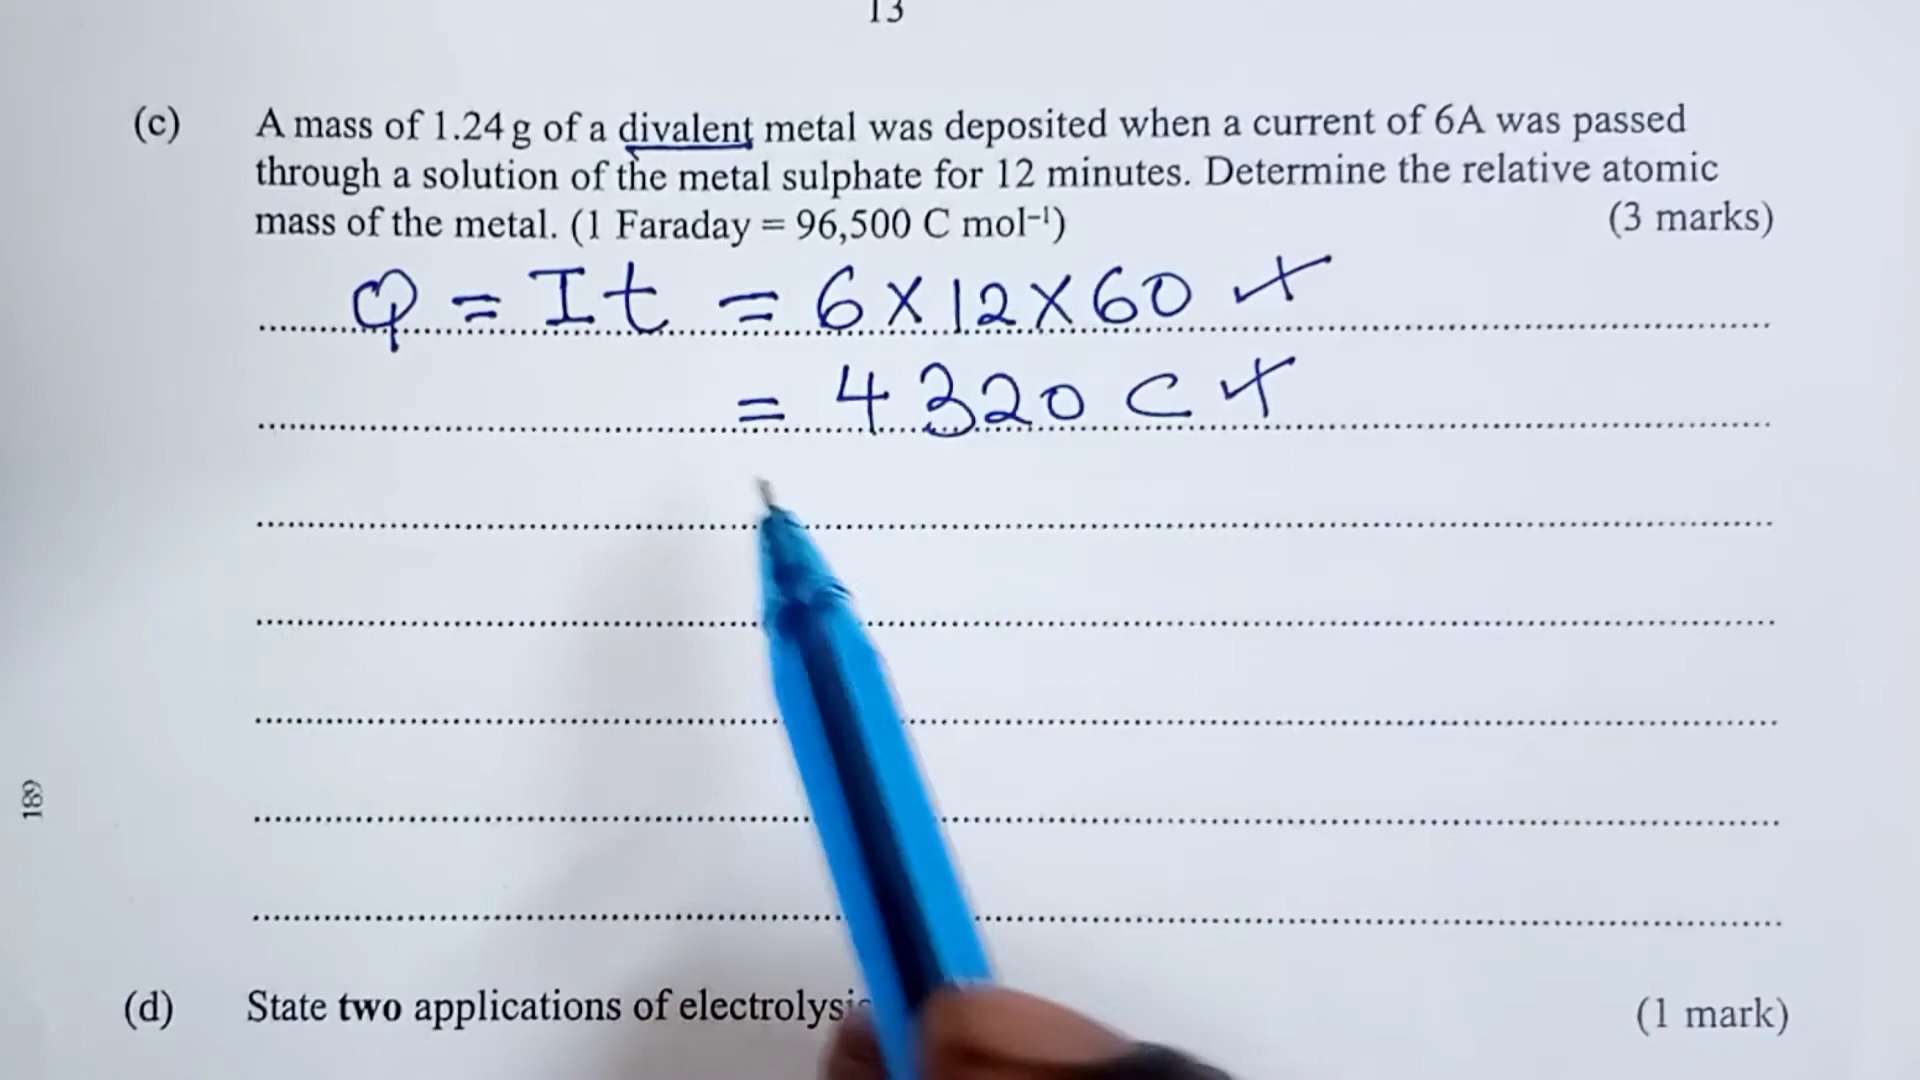 13
(c) A mass of 1.24 g of a divalent metal was deposited when a current of 6A was passed
through a solution of the metal sulphate for 12 minutes. Determine the relative atomic
mass of the metal. (1 Faraday = 96,500 C mol⁻¹) (3 marks)
Q = It = 6 × 12 × 60 ✓
= 4320 C ✓
189
(d) State two applications of electrolysis (1 mark)